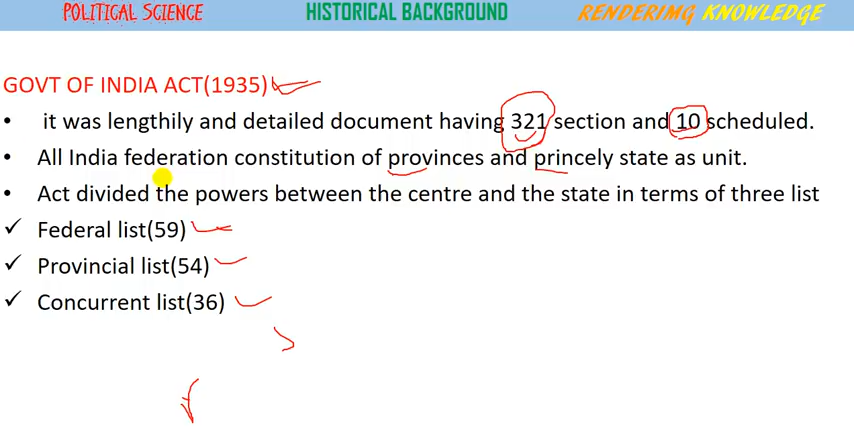 POLITICAL SCIENCE HISTORICAL BACKGROUND RENDERIMG KNOWLEDGE
GOVT OF INDIA ACT(1935)
• it was lengthily and detailed document having 321 section and 10 scheduled.
• All India federation constitution of provinces and princely state as unit.
• Act divided the powers between the centre and the state in terms of three list
✓ Federal list(59)
✓ Provincial list(54)
✓ Concurrent list(36)